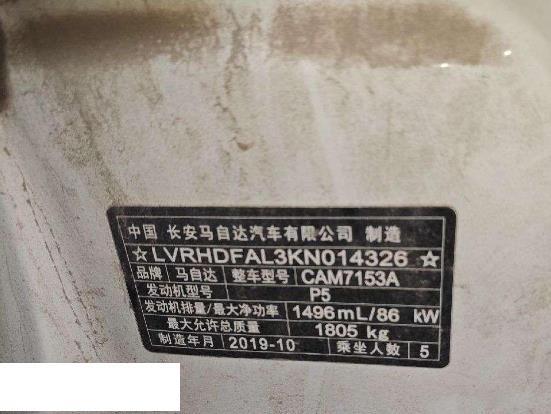 中国 长安马自达汽车有限公司 制造
☆LVRHDFAL3KN014326☆
品牌 马自达 整车型号 CAM7153A
发动机型号 P5
发动机排量/最大净功率 1496mL/86 kW
最大允许总质量 1805 kg
制造年月 2019-10 乘坐人数 5